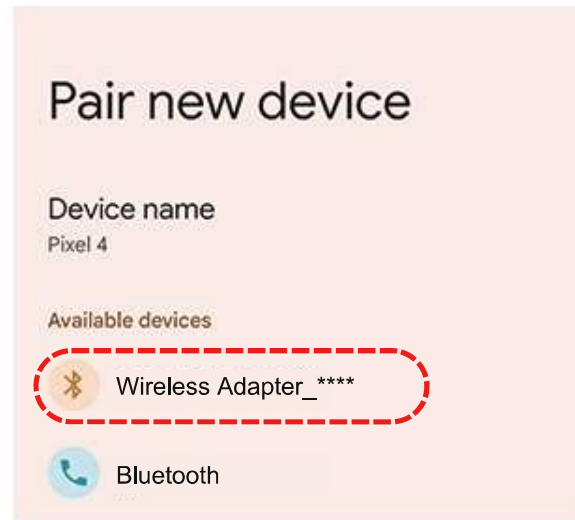 Pair new device
Device name
Pixel 4
Available devices
Wireless Adapter_****
Bluetooth